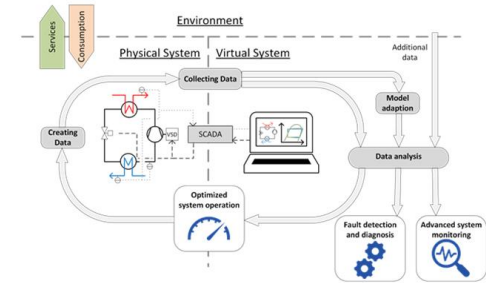 Services
Consumption
Environment
Physical System
Virtual System
Additional
data
Collecting Data
Model
adaption
Creating
Data
VSD
SCADA
Data analysis
Optimized
system operation
Fault detection
and diagnosis
Advanced system
monitoring